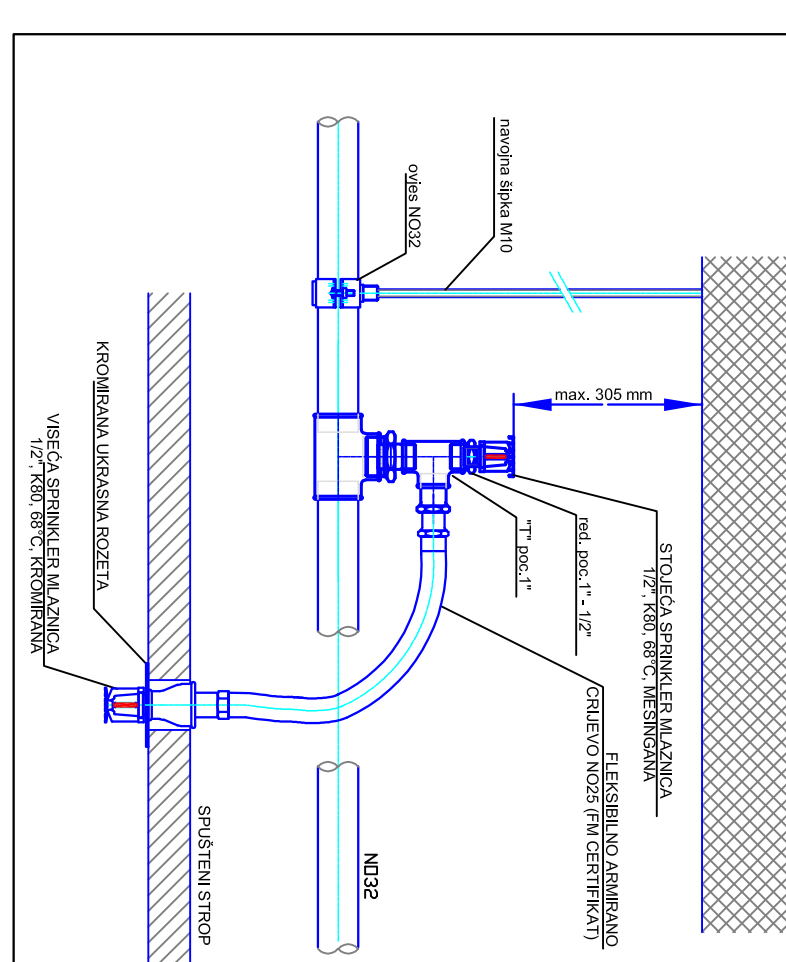 navojna šipka M10
ovjes NO32
max. 305 mm
STOJEĆA SPRINKLER MLAZNICA
1/2", K80, 68°C, MESINGANA
red. poc.1" - 1/2"
"T" poc.1"
FLEKSIBILNO ARMIRANO
CRIJEVO NO25 (FM CERTIFIKAT)
KROMIRANA UKRASNA ROZETA
VISEĆA SPRINKLER MLAZNICA
1/2", K80, 68°C, KROMIRANA
NO32
SPUŠTENI STROP